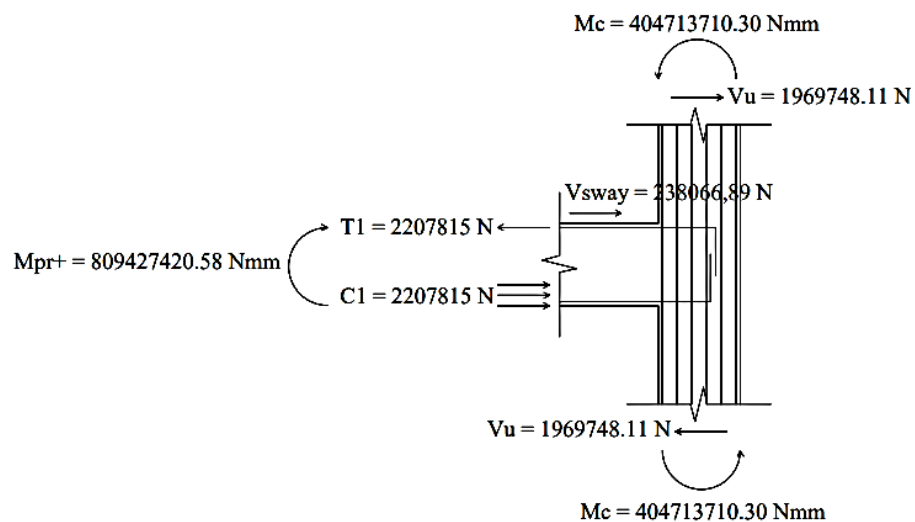 Mc = 404713710.30 Nmm
Vu = 1969748.11 N
Vsway = 238066,89 N
T1 = 2207815 N
Mpr+ = 809427420.58 Nmm
C1 = 2207815 N
Vu = 1969748.11 N
Mc = 404713710.30 Nmm